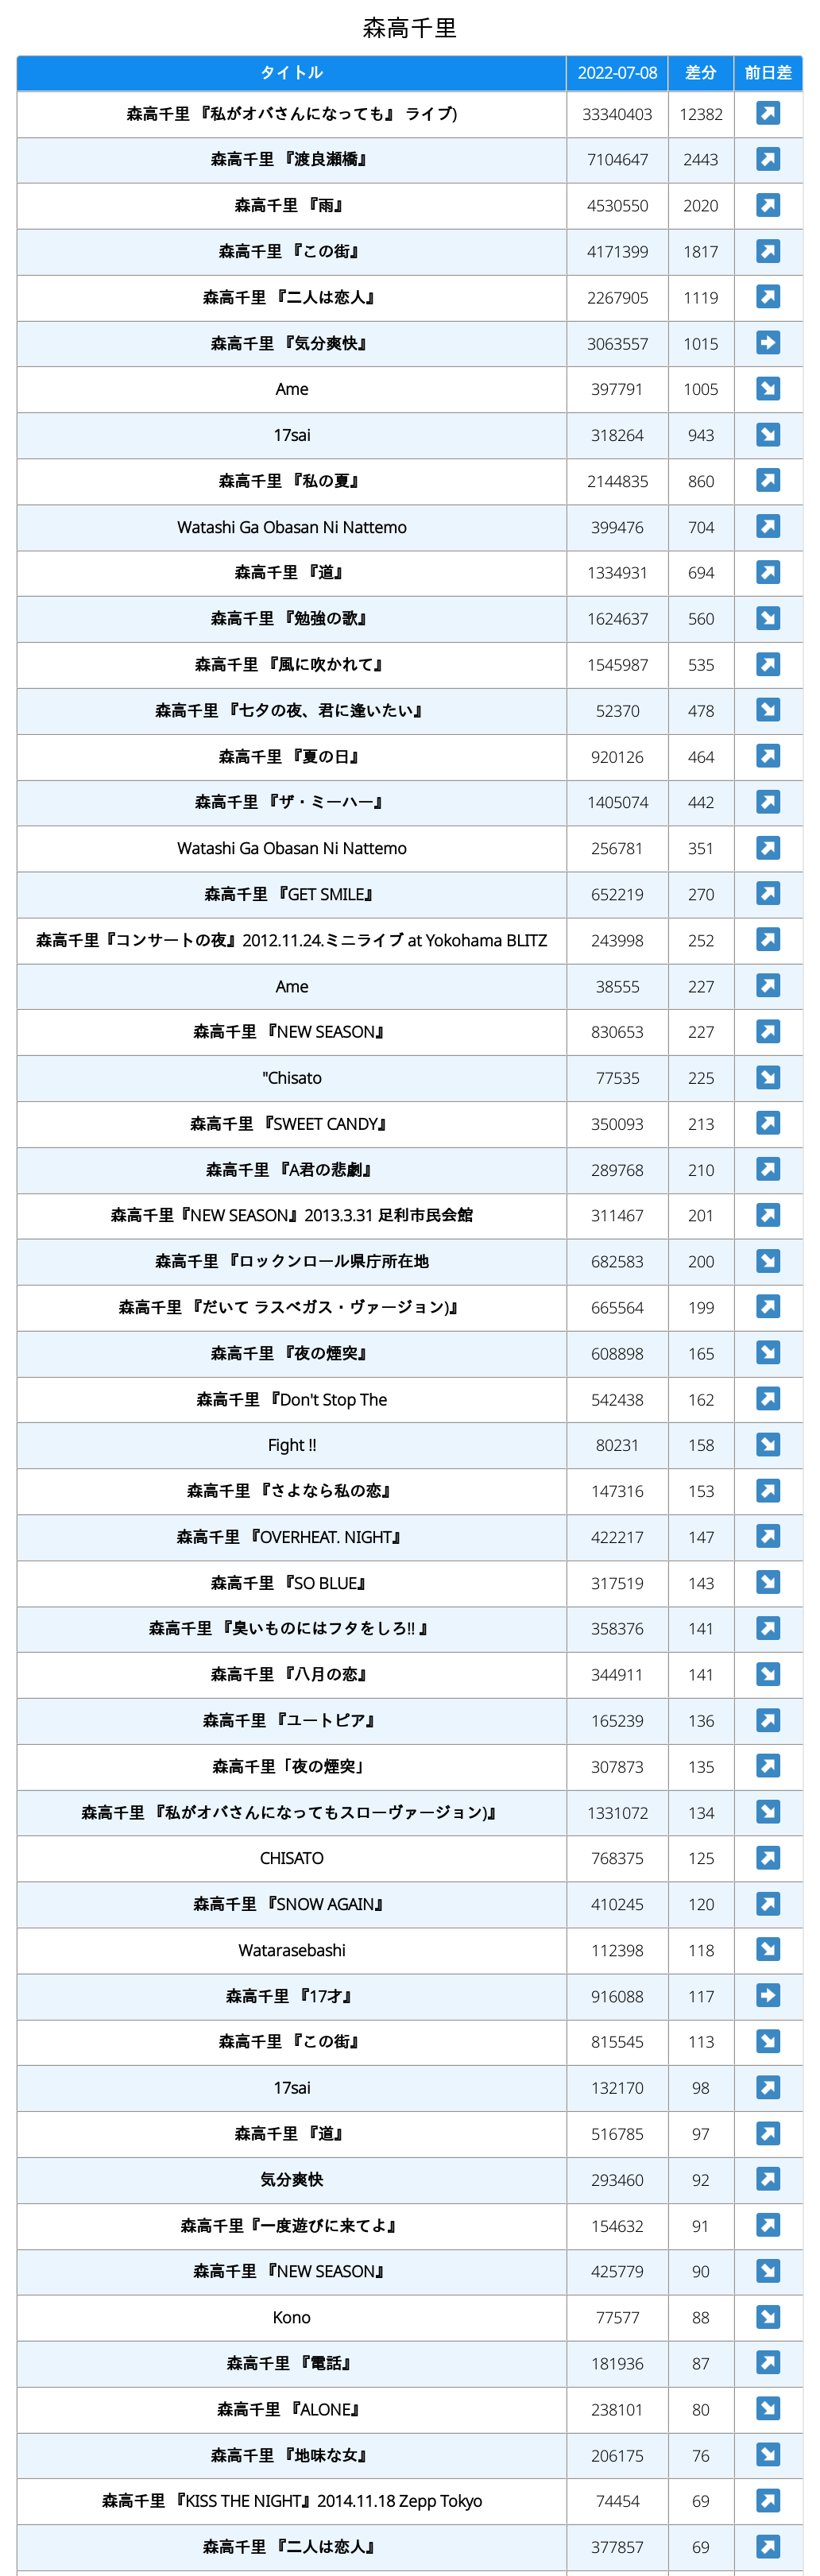 森高千里
タイトル 2022-07-08 差分 前日差
森高千里 『私がオバさんになっても』 ライブ) 33340403 12382
森高千里 『渡良瀬橋』 7104647 2443
森高千里 『雨』 4530550 2020
森高千里 『この街』 4171399 1817
森高千里 『二人は恋人』 2267905 1119
森高千里 『気分爽快』 3063557 1015
Ame 397791 1005
17sai 318264 943
森高千里 『私の夏』 2144835 860
Watashi Ga Obasan Ni Nattemo 399476 704
森高千里 『道』 1334931 694
森高千里 『勉強の歌』 1624637 560
森高千里 『風に吹かれて』 1545987 535
森高千里 『七夕の夜、君に逢いたい』 52370 478
森高千里 『夏の日』 920126 464
森高千里 『ザ・ミーハー』 1405074 442
Watashi Ga Obasan Ni Nattemo 256781 351
森高千里 『GET SMILE』 652219 270
森高千里『コンサートの夜』2012.11.24.ミニライブ at Yokohama BLITZ 243998 252
Ame 38555 227
森高千里 『NEW SEASON』 830653 227
"Chisato 77535 225
森高千里 『SWEET CANDY』 350093 213
森高千里 『A君の悲劇』 289768 210
森高千里『NEW SEASON』2013.3.31 足利市民会館 311467 201
森高千里 『ロックンロール県庁所在地 682583 200
森高千里 『だいて ラスベガス・ヴァージョン)』 665564 199
森高千里 『夜の煙突』 608898 165
森高千里 『Don't Stop The 542438 162
Fight !! 80231 158
森高千里 『さよなら私の恋』 147316 153
森高千里 『OVERHEAT. NIGHT』 422217 147
森高千里 『SO BLUE』 317519 143
森高千里 『臭いものにはフタをしろ!! 』 358376 141
森高千里 『八月の恋』 344911 141
森高千里 『ユートピア』 165239 136
森高千里「夜の煙突」 307873 135
森高千里 『私がオバさんになってもスローヴァージョン)』 1331072 134
CHISATO 768375 125
森高千里 『SNOW AGAIN』 410245 120
Watarasebashi 112398 118
森高千里 『17才』 916088 117
森高千里 『この街』 815545 113
17sai 132170 98
森高千里 『道』 516785 97
気分爽快 293460 92
森高千里『一度遊びに来てよ』 154632 91
森高千里 『NEW SEASON』 425779 90
Kono 77577 88
森高千里 『電話』 181936 87
森高千里 『ALONE』 238101 80
森高千里 『地味な女』 206175 76
森高千里 『KISS THE NIGHT』2014.11.18 Zepp Tokyo 74454 69
森高千里 『二人は恋人』 377857 69